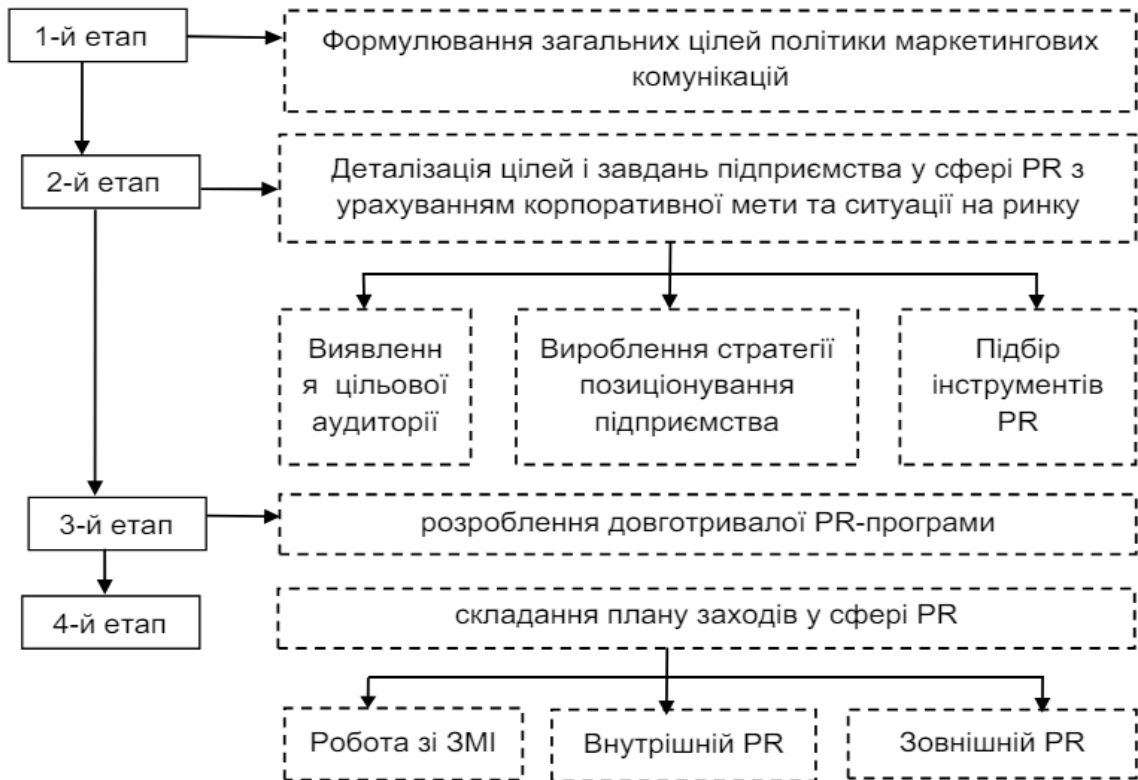 1-й етап
Формулювання загальних цілей політики маркетингових
комунікацій
2-й етап
Деталізація цілей і завдань підприємства у сфері PR з
урахуванням корпоративної мети та ситуації на ринку
Виявленн
я цільової
аудиторії
Вироблення стратегії
позиціонування
підприємства
Підбір
інструментів
PR
3-й етап
розроблення довготривалої PR-програми
4-й етап
складання плану заходів у сфері PR
Робота зі ЗМІ
Внутрішній PR
Зовнішній PR